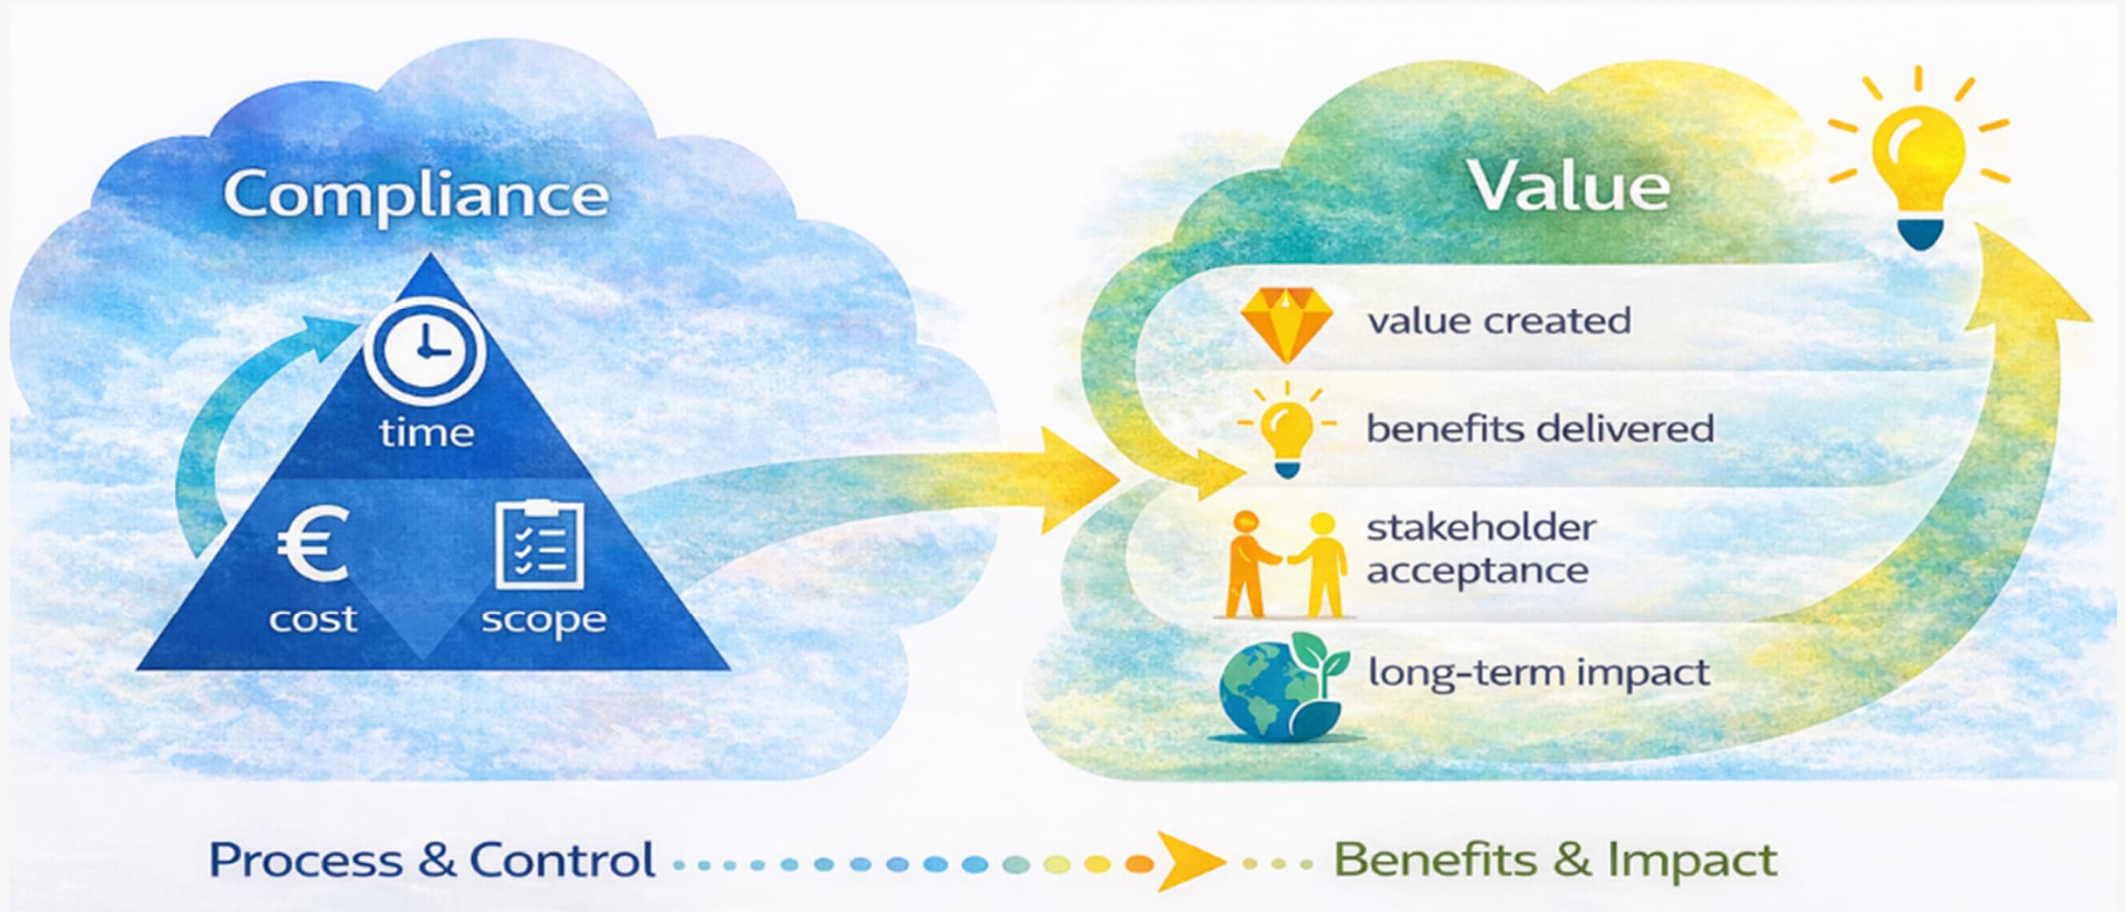 Compliance
time
€
cost
scope
Value
value created
benefits delivered
stakeholder
acceptance
long-term impact
Process & Control
Benefits & Impact